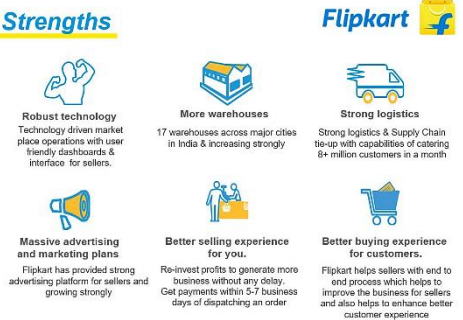 Strengths
Flipkart
Robust technology
Technology driven market
place operations with user
friendly dashboards &
interface for sellers.
More warehouses
17 warehouses across major cities
in India & increasing strongly
Strong logistics
Strong logistics & Supply Chain
tie-up with capabilities of catering
8+ million customers in a month
Massive advertising
and marketing plans
Flipkart has provided strong
advertising platform for sellers and
growing strongly
Better selling experience
for you.
Re-invest profits to generate more
business without any delay.
Get payments within 5-7 business
days of dispatching an order
Better buying experience
for customers.
Flipkart helps sellers with end to
end process which helps to
improve the business for sellers
and also helps to enhance better
customer experience